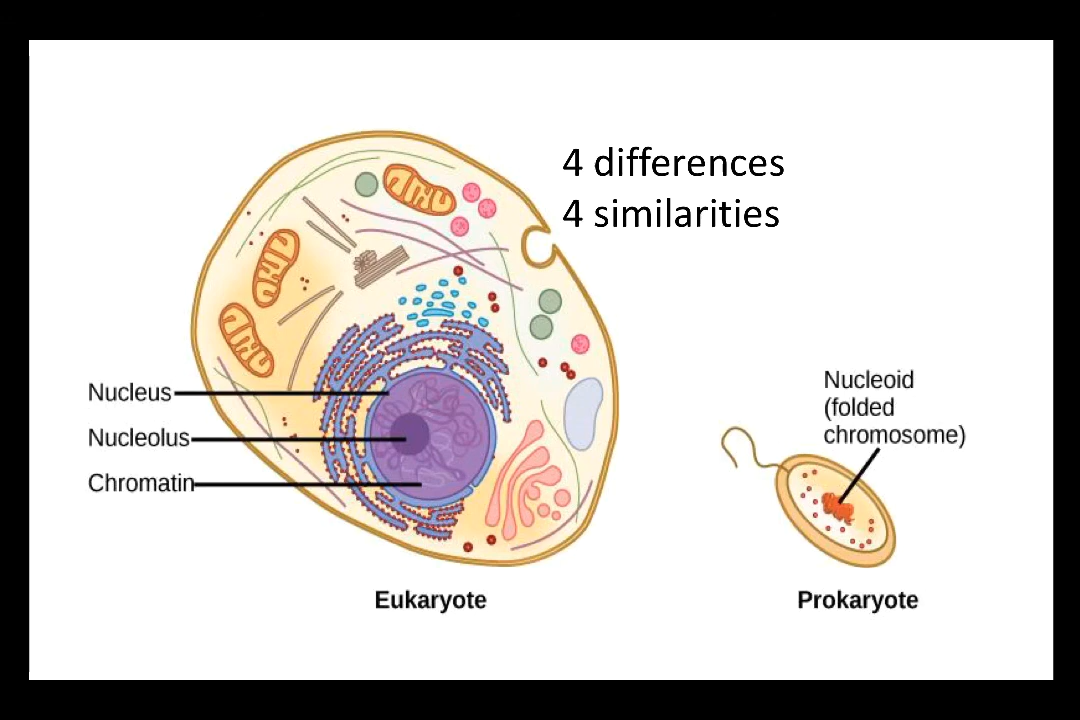 4 differences
4 similarities
Nucleus
Nucleolus
Chromatin
Nucleoid
(folded
chromosome)
Eukaryote
Prokaryote